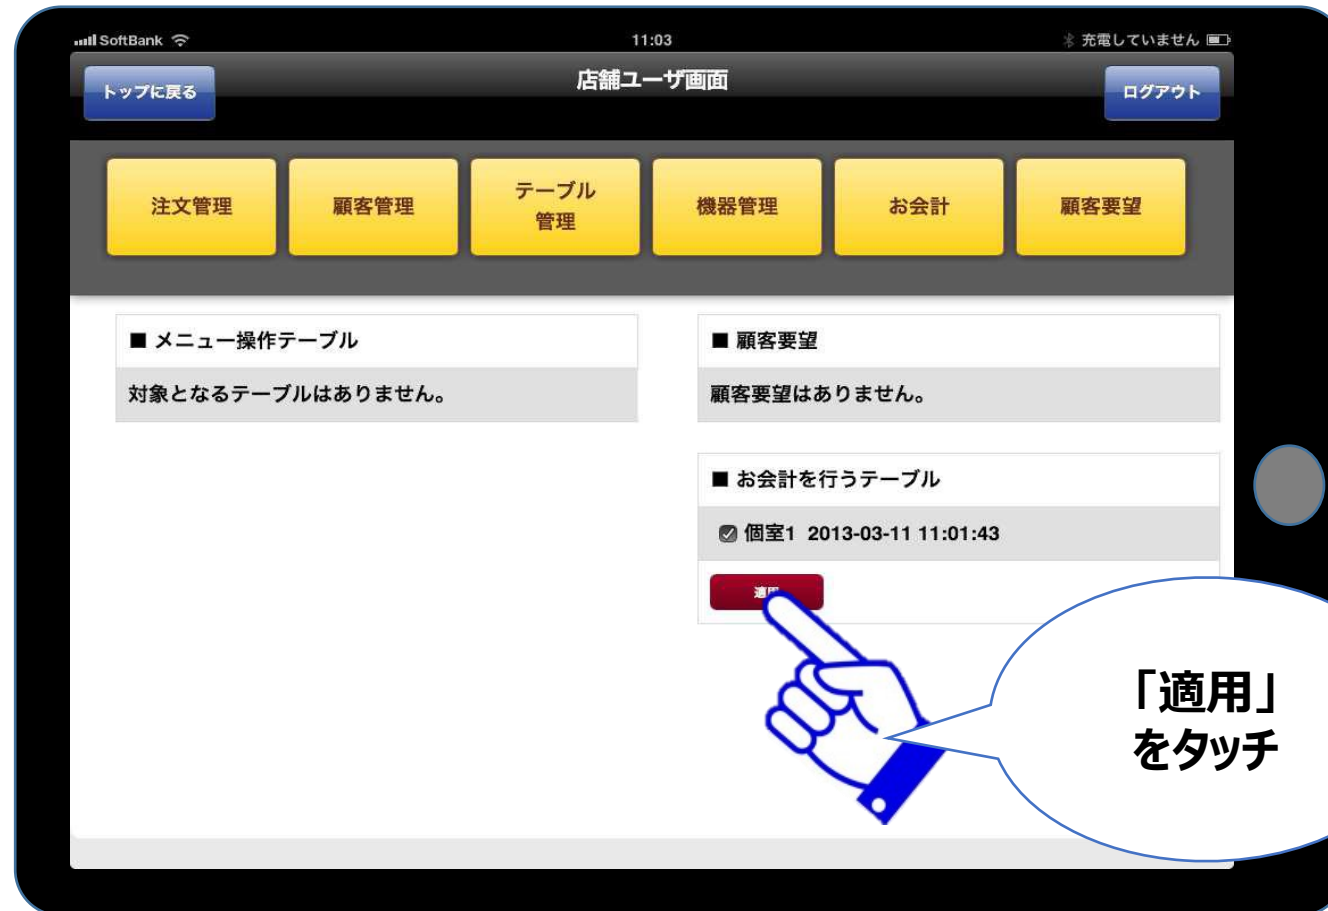 SoftBank
11:03
充電していません
トップに戻る
店舗ユーザ画面
ログアウト
注文管理
顧客管理
テーブル
管理
機器管理
お会計
顧客要望
■ メニュー操作テーブル
対象となるテーブルはありません。
■ 顧客要望
顧客要望はありません。
■ お会計を行うテーブル
個室1 2013-03-11 11:01:43
適用
「適用」
をタッチ